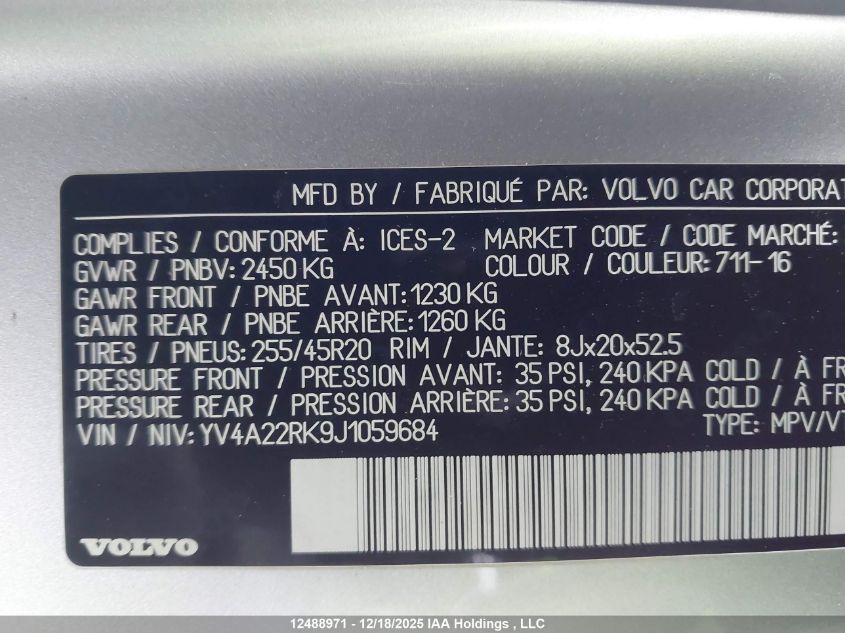 MFD BY / FABRIQUÉ PAR: VOLVO CAR CORPORAT
COMPLIES / CONFORME À: ICES-2 MARKET CODE / CODE MARCHÉ:
GVWR / PNBV: 2450 KG COLOUR / COULEUR: 711-16
GAWR FRONT / PNBE AVANT: 1230 KG
GAWR REAR / PNBE ARRIÈRE: 1260 KG
TIRES / PNEUS: 255/45R20 RIM / JANTE: 8Jx20x52.5
PRESSURE FRONT / PRESSION AVANT: 35 PSI, 240 KPA COLD / À FR
PRESSURE REAR / PRESSION ARRIÈRE: 35 PSI, 240 KPA COLD / À FR
VIN / NIV: YV4A22RK9J1059684 TYPE: MPV/VT
VOLVO
12488971 - 12/18/2025 IAA Holdings , LLC